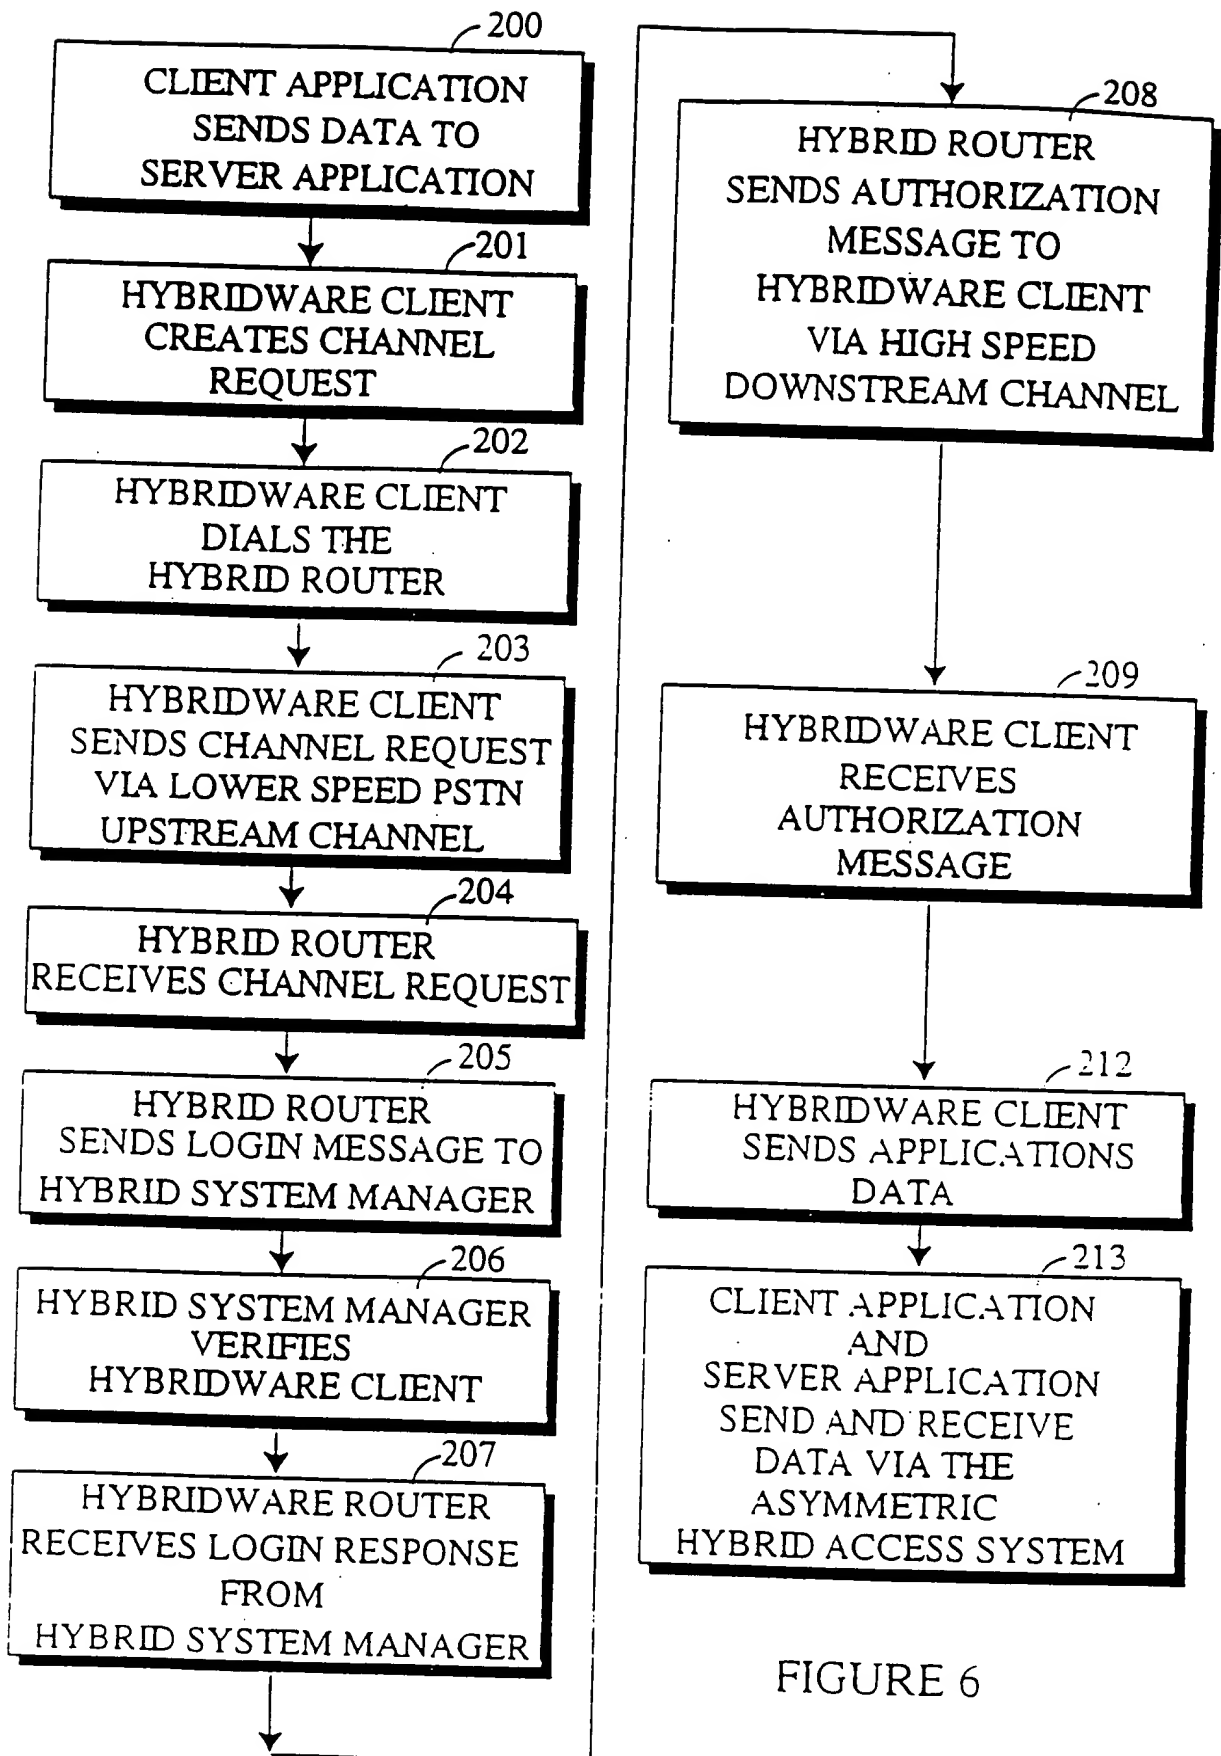 200
CLIENT APPLICATION
SENDS DATA TO
SERVER APPLICATION
201
HYBRIDWARE CLIENT
CREATES CHANNEL
REQUEST
202
HYBRIDWARE CLIENT
DIALS THE
HYBRID ROUTER
203
HYBRIDWARE CLIENT
SENDS CHANNEL REQUEST
VIA LOWER SPEED PSTN
UPSTREAM CHANNEL
204
HYBRID ROUTER
RECEIVES CHANNEL REQUEST
205
HYBRID ROUTER
SENDS LOGIN MESSAGE TO
HYBRID SYSTEM MANAGER
206
HYBRID SYSTEM MANAGER
VERIFIES
HYBRIDWARE CLIENT
207
HYBRIDWARE ROUTER
RECEIVES LOGIN RESPONSE
FROM
HYBRID SYSTEM MANAGER
208
HYBRID ROUTER
SENDS AUTHORIZATION
MESSAGE TO
HYBRIDWARE CLIENT
VIA HIGH SPEED
DOWNSTREAM CHANNEL
209
HYBRIDWARE CLIENT
RECEIVES
AUTHORIZATION
MESSAGE
212
HYBRIDWARE CLIENT
SENDS APPLICATIONS
DATA
213
CLIENT APPLICATION
AND
SERVER APPLICATION
SEND AND RECEIVE
DATA VIA THE
ASYMMETRIC
HYBRID ACCESS SYSTEM
FIGURE 6